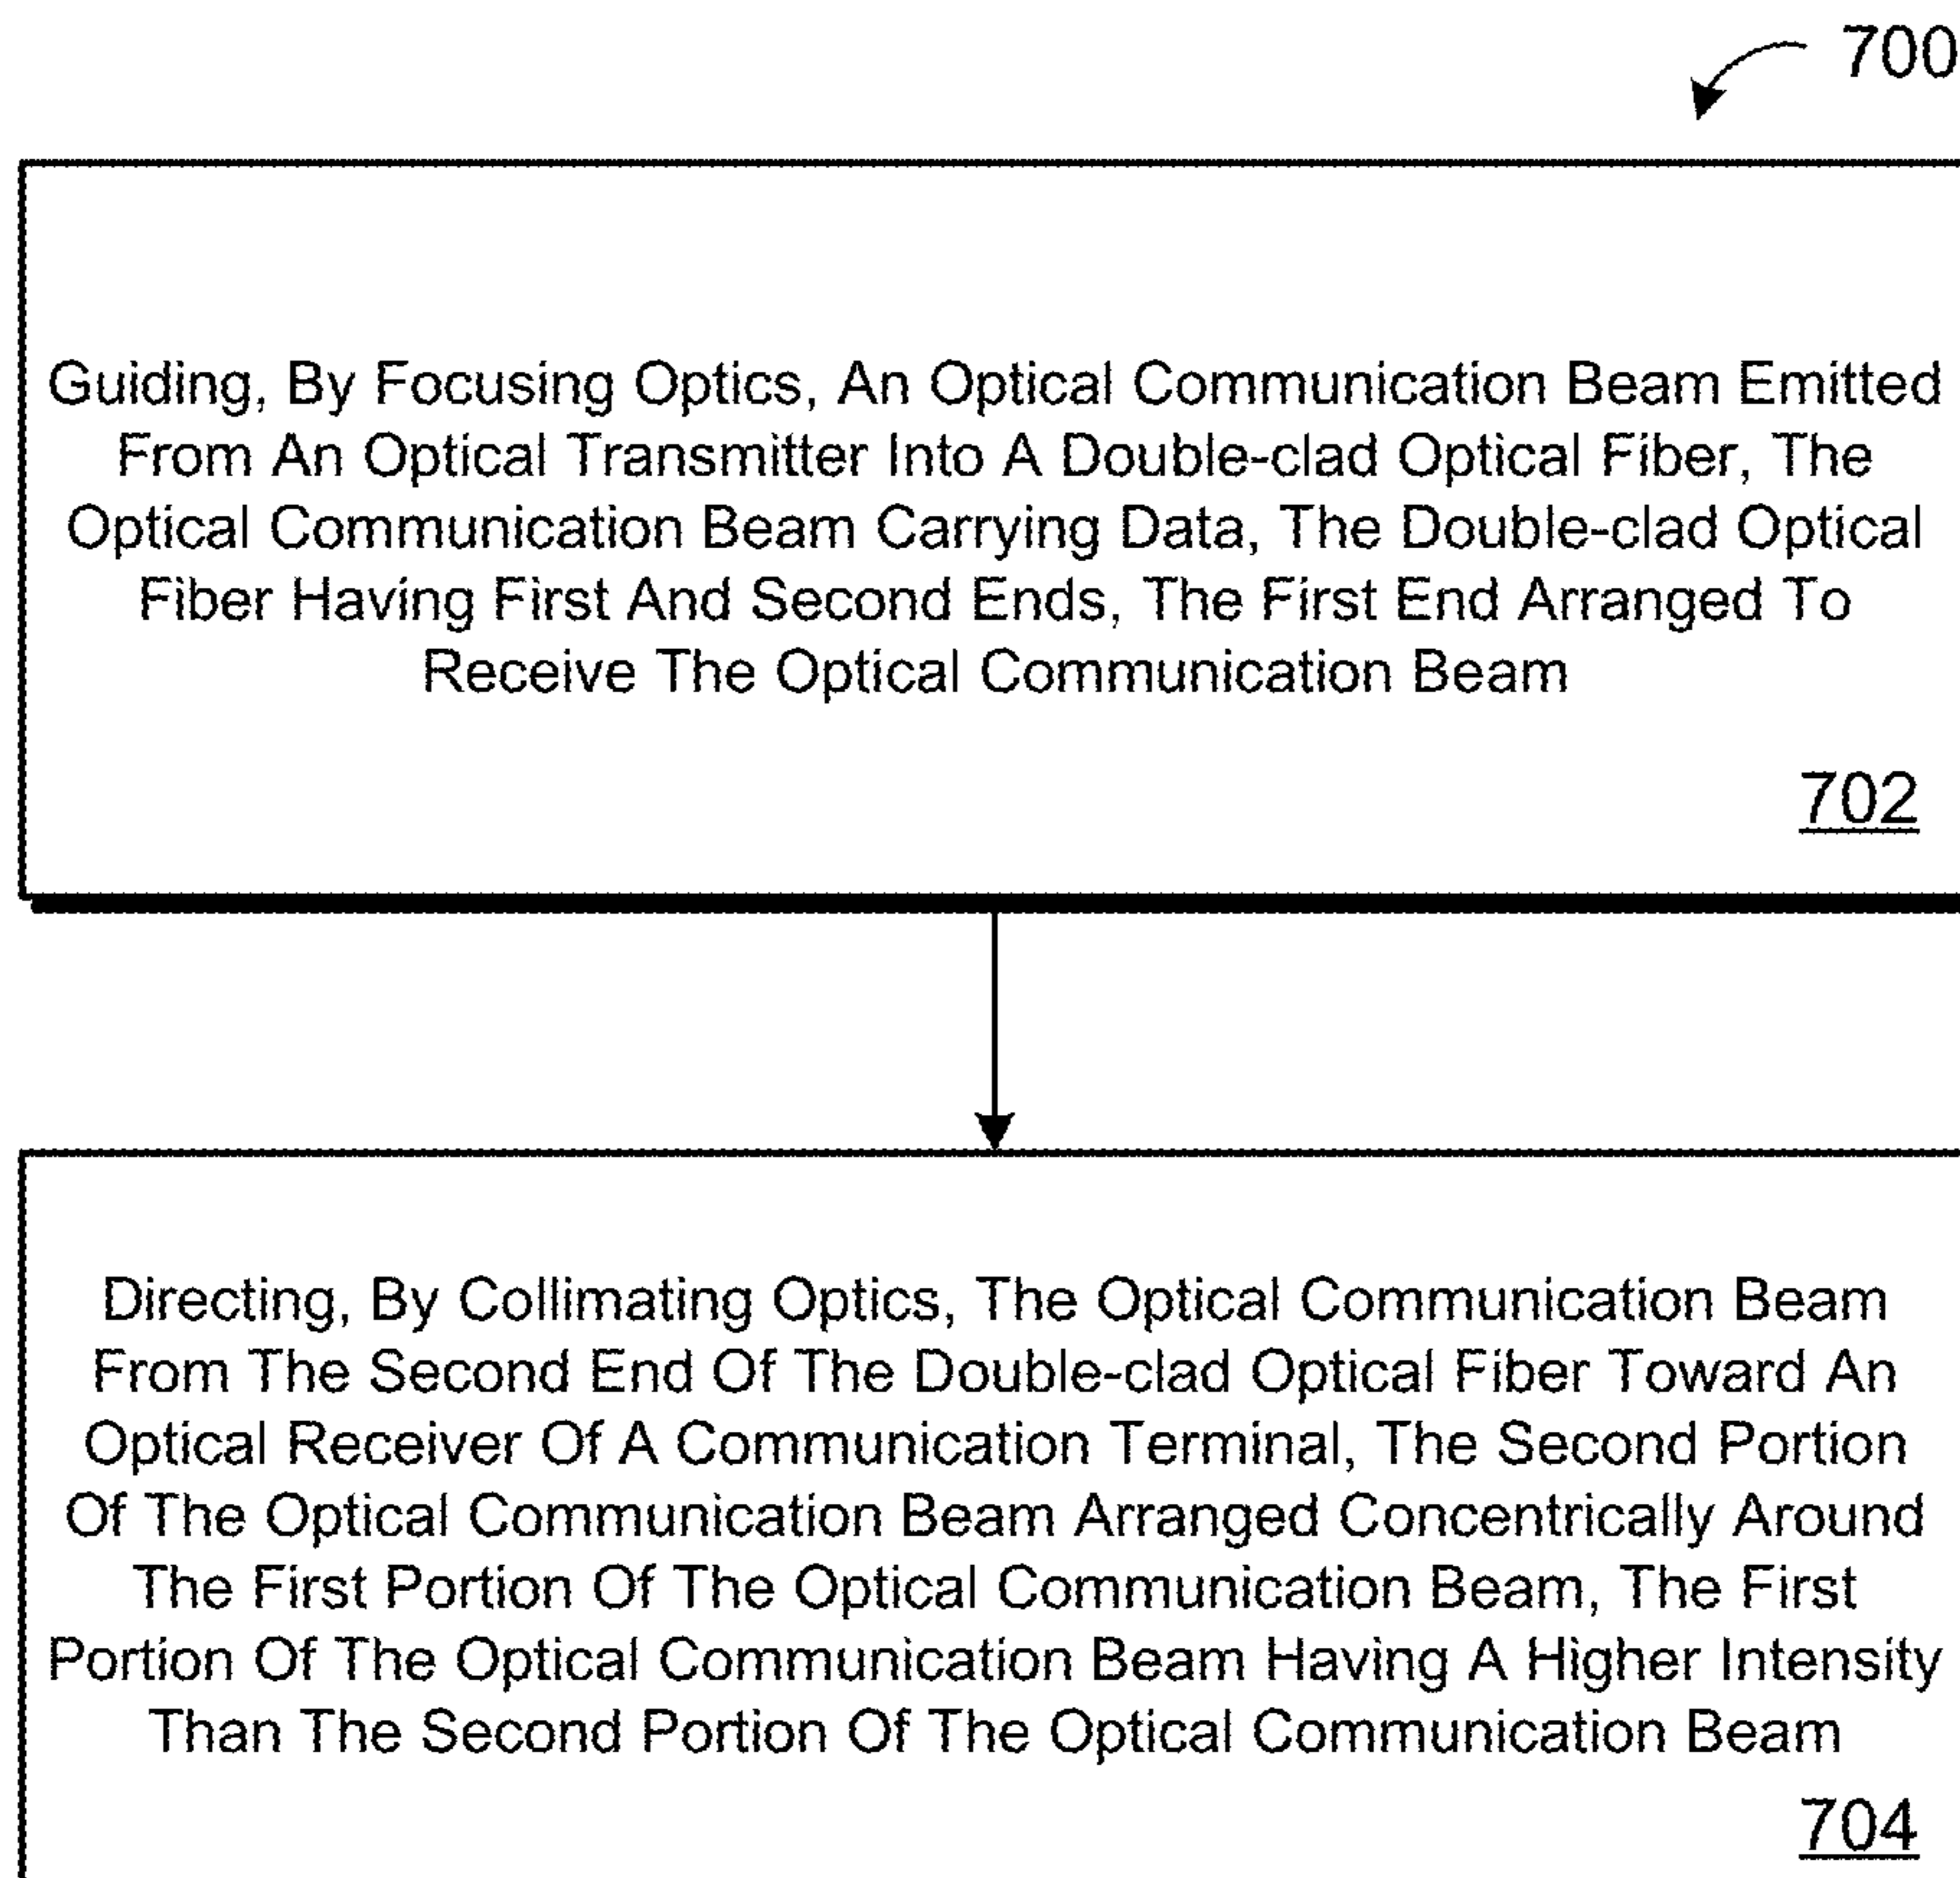 700
Guiding, By Focusing Optics, An Optical Communication Beam Emitted
From An Optical Transmitter Into A Double-clad Optical Fiber, The
Optical Communication Beam Carrying Data, The Double-clad Optical
Fiber Having First And Second Ends, The First End Arranged To
Receive The Optical Communication Beam
702
Directing, By Collimating Optics, The Optical Communication Beam
From The Second End Of The Double-clad Optical Fiber Toward An
Optical Receiver Of A Communication Terminal, The Second Portion
Of The Optical Communication Beam Arranged Concentrically Around
The First Portion Of The Optical Communication Beam, The First
Portion Of The Optical Communication Beam Having A Higher Intensity
Than The Second Portion Of The Optical Communication Beam
704